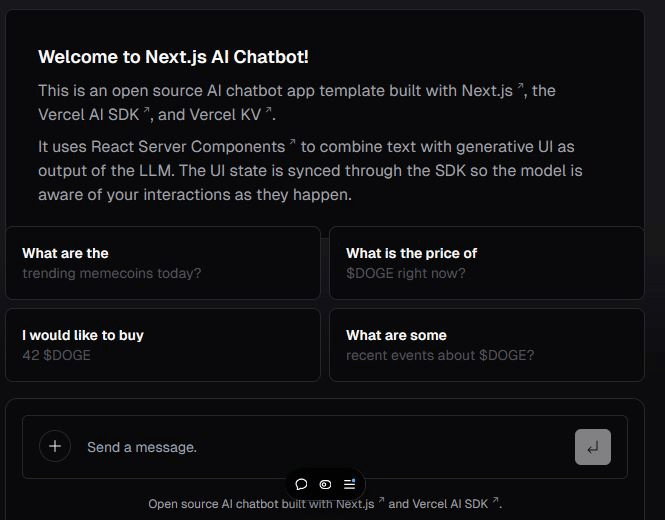 Welcome to Next.js AI Chatbot!
This is an open source AI chatbot app template built with Next.js ↗, the
Vercel AI SDK ↗, and Vercel KV ↗.
It uses React Server Components ↗ to combine text with generative UI as
output of the LLM. The UI state is synced through the SDK so the model is
aware of your interactions as they happen.
What are the
trending memecoins today?
What is the price of
$DOGE right now?
I would like to buy
42 $DOGE
What are some
recent events about $DOGE?
Send a message.
Open source AI chatbot built with Next.js ↗ and Vercel AI SDK ↗.